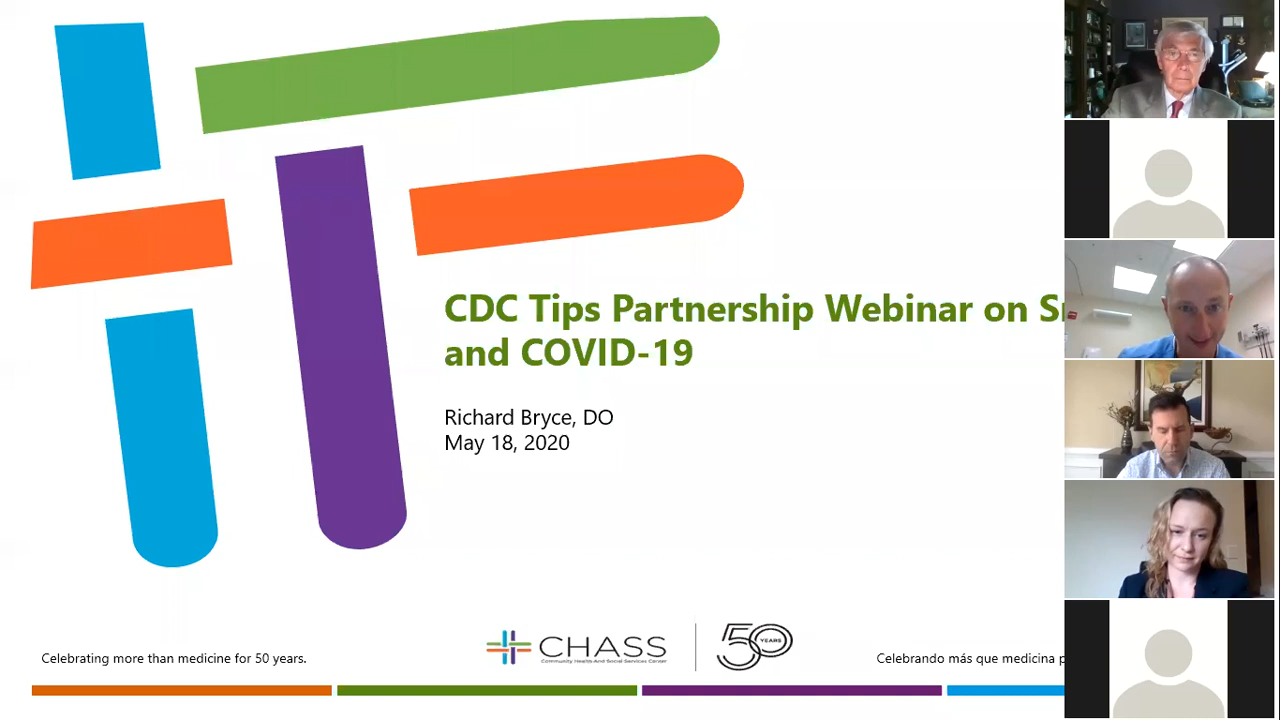 CDC Tips Partnership Webinar on
and COVID-19
Richard Bryce, DO
May 18, 2020
CHASS
Community Health And Social Services Center
50
YEARS
Celebrating more than medicine for 50 years.
Celebrando más que medicina